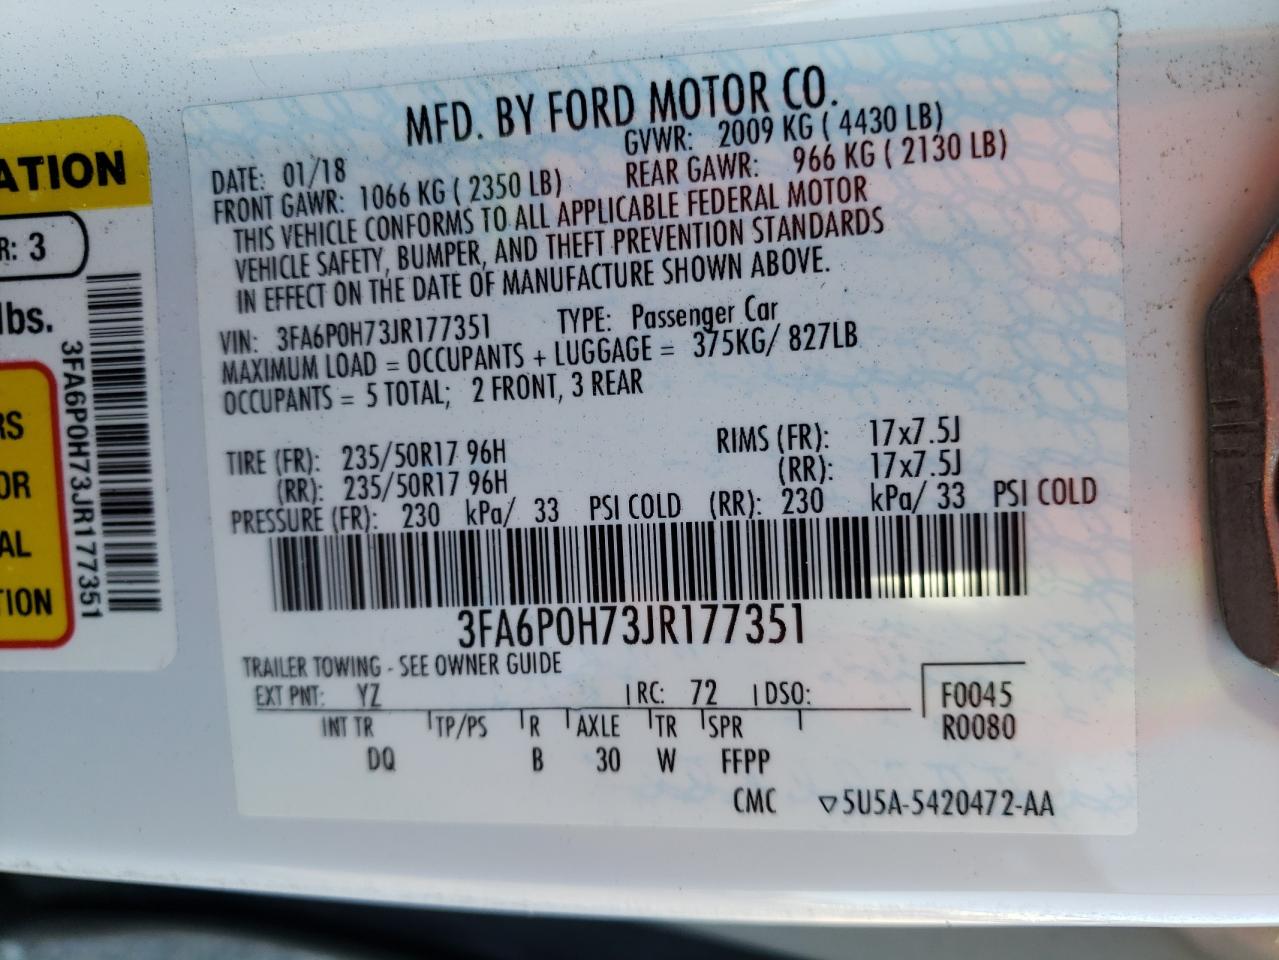 MFD. BY FORD MOTOR CO.
DATE: 01/18 GVWR: 2009 KG ( 4430 LB)
FRONT GAWR: 1066 KG ( 2350 LB) REAR GAWR: 966 KG ( 2130 LB)
THIS VEHICLE CONFORMS TO ALL APPLICABLE FEDERAL MOTOR
VEHICLE SAFETY, BUMPER, AND THEFT PREVENTION STANDARDS
IN EFFECT ON THE DATE OF MANUFACTURE SHOWN ABOVE.
VIN: 3FA6P0H73JR177351 TYPE: Passenger Car
MAXIMUM LOAD = OCCUPANTS + LUGGAGE = 375KG/ 827LB
OCCUPANTS = 5 TOTAL; 2 FRONT, 3 REAR
TIRE (FR): 235/50R17 96H RIMS (FR): 17x7.5J
(RR): 235/50R17 96H (RR): 17x7.5J
PRESSURE (FR): 230 kPa/ 33 PSI COLD (RR): 230 kPa/ 33 PSI COLD
3FA6P0H73JR177351
TRAILER TOWING - SEE OWNER GUIDE
EXT PNT: YZ RC: 72 DSO: F0045
INT TR TP/PS R AXLE TR SPR R0080
DQ B 30 W FFPP
CMC ▽5U5A-5420472-AA
ATION
R: 3
lbs.
3FA6P0H73JR177351
RS
OR
AL
TION